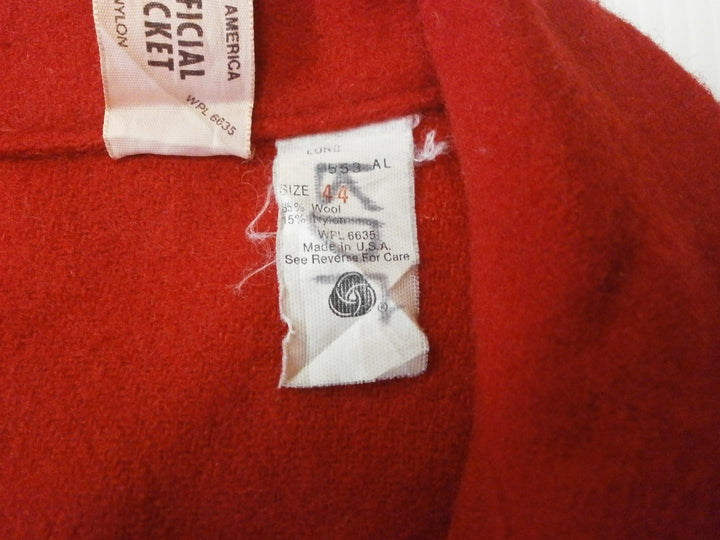 AMERICA
FICIAL
CKET
NYLON
WPL 6635
LONG
553 AL
SIZE 44
85% Wool
15% Nylon
WPL 6635
Made in U.S.A.
See Reverse For Care
®